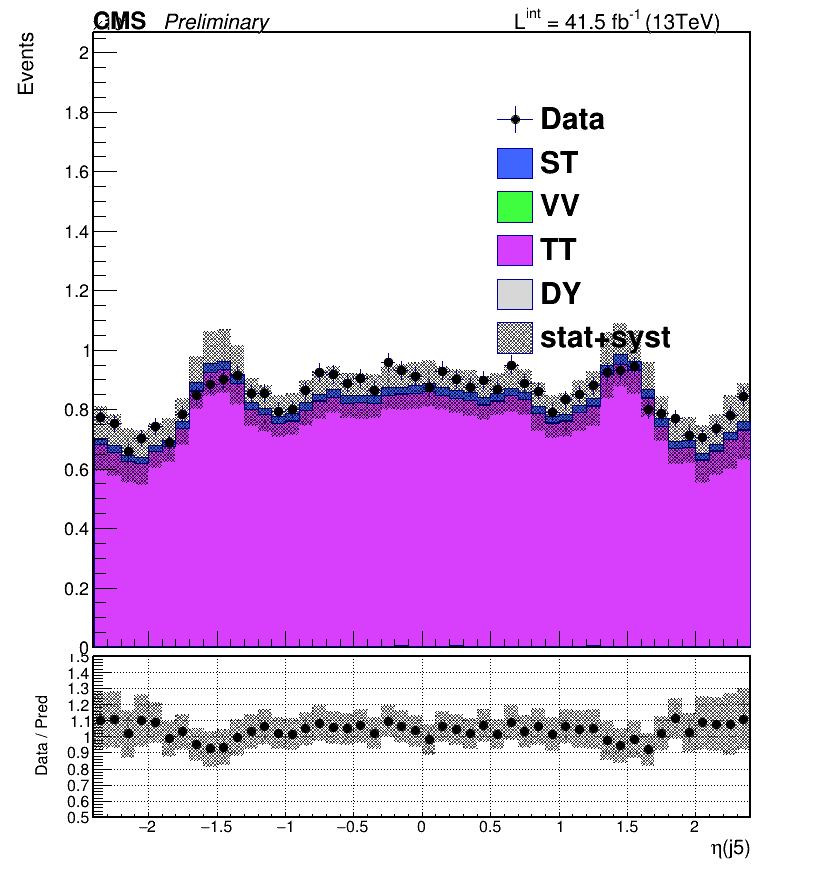 CMS Preliminary
L^int = 41.5 fb^-1 (13TeV)
Events
2
1.8
1.6
1.4
1.2
1
0.8
0.6
0.4
0.2
0
Data
ST
VV
TT
DY
stat+syst
Data / Pred
1.5
1.4
1.3
1.2
1.1
1
0.9
0.8
0.7
0.6
0.5
−2 −1.5 −1 −0.5 0 0.5 1 1.5 2
η(j5)